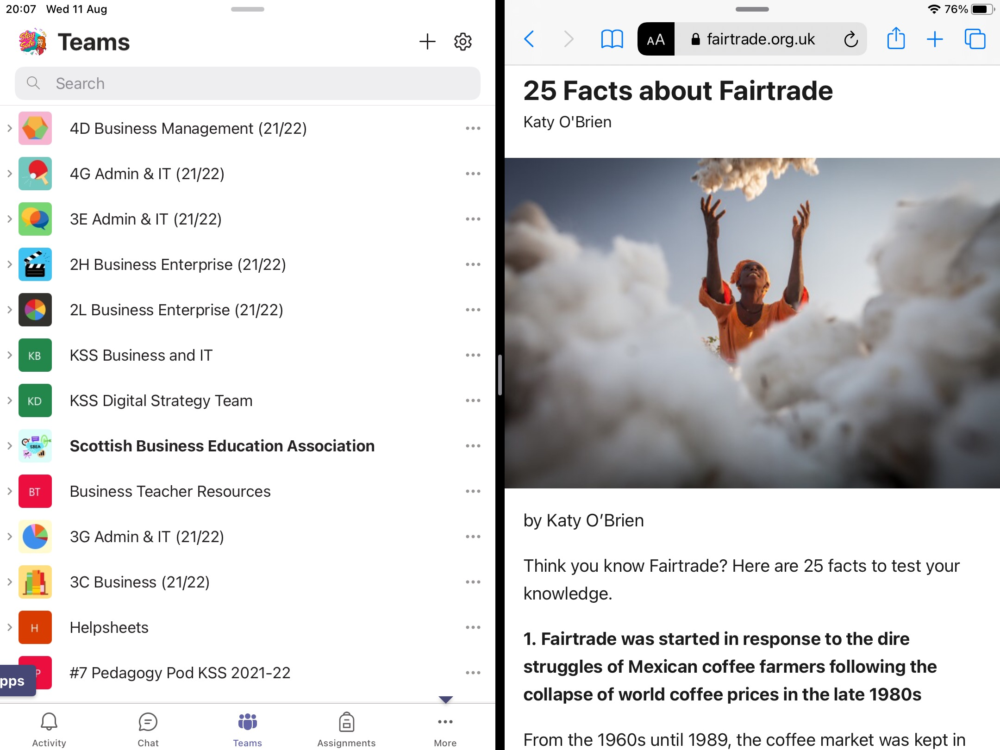 20:07 Wed 11 Aug
Stay Safe
Teams
Search
4D Business Management (21/22)
4G Admin & IT (21/22)
3E Admin & IT (21/22)
2H Business Enterprise (21/22)
2L Business Enterprise (21/22)
KB KSS Business and IT
KD KSS Digital Strategy Team
SBEA Scottish Business Education Association
BT Business Teacher Resources
3G Admin & IT (21/22)
3C Business (21/22)
H Helpsheets
P #7 Pedagogy Pod KSS 2021-22
pps
Activity Chat Teams Assignments More
76%
AA fairtrade.org.uk
25 Facts about Fairtrade
Katy O'Brien
by Katy O’Brien
Think you know Fairtrade? Here are 25 facts to test your
knowledge.
1. Fairtrade was started in response to the dire
struggles of Mexican coffee farmers following the
collapse of world coffee prices in the late 1980s
From the 1960s until 1989, the coffee market was kept in